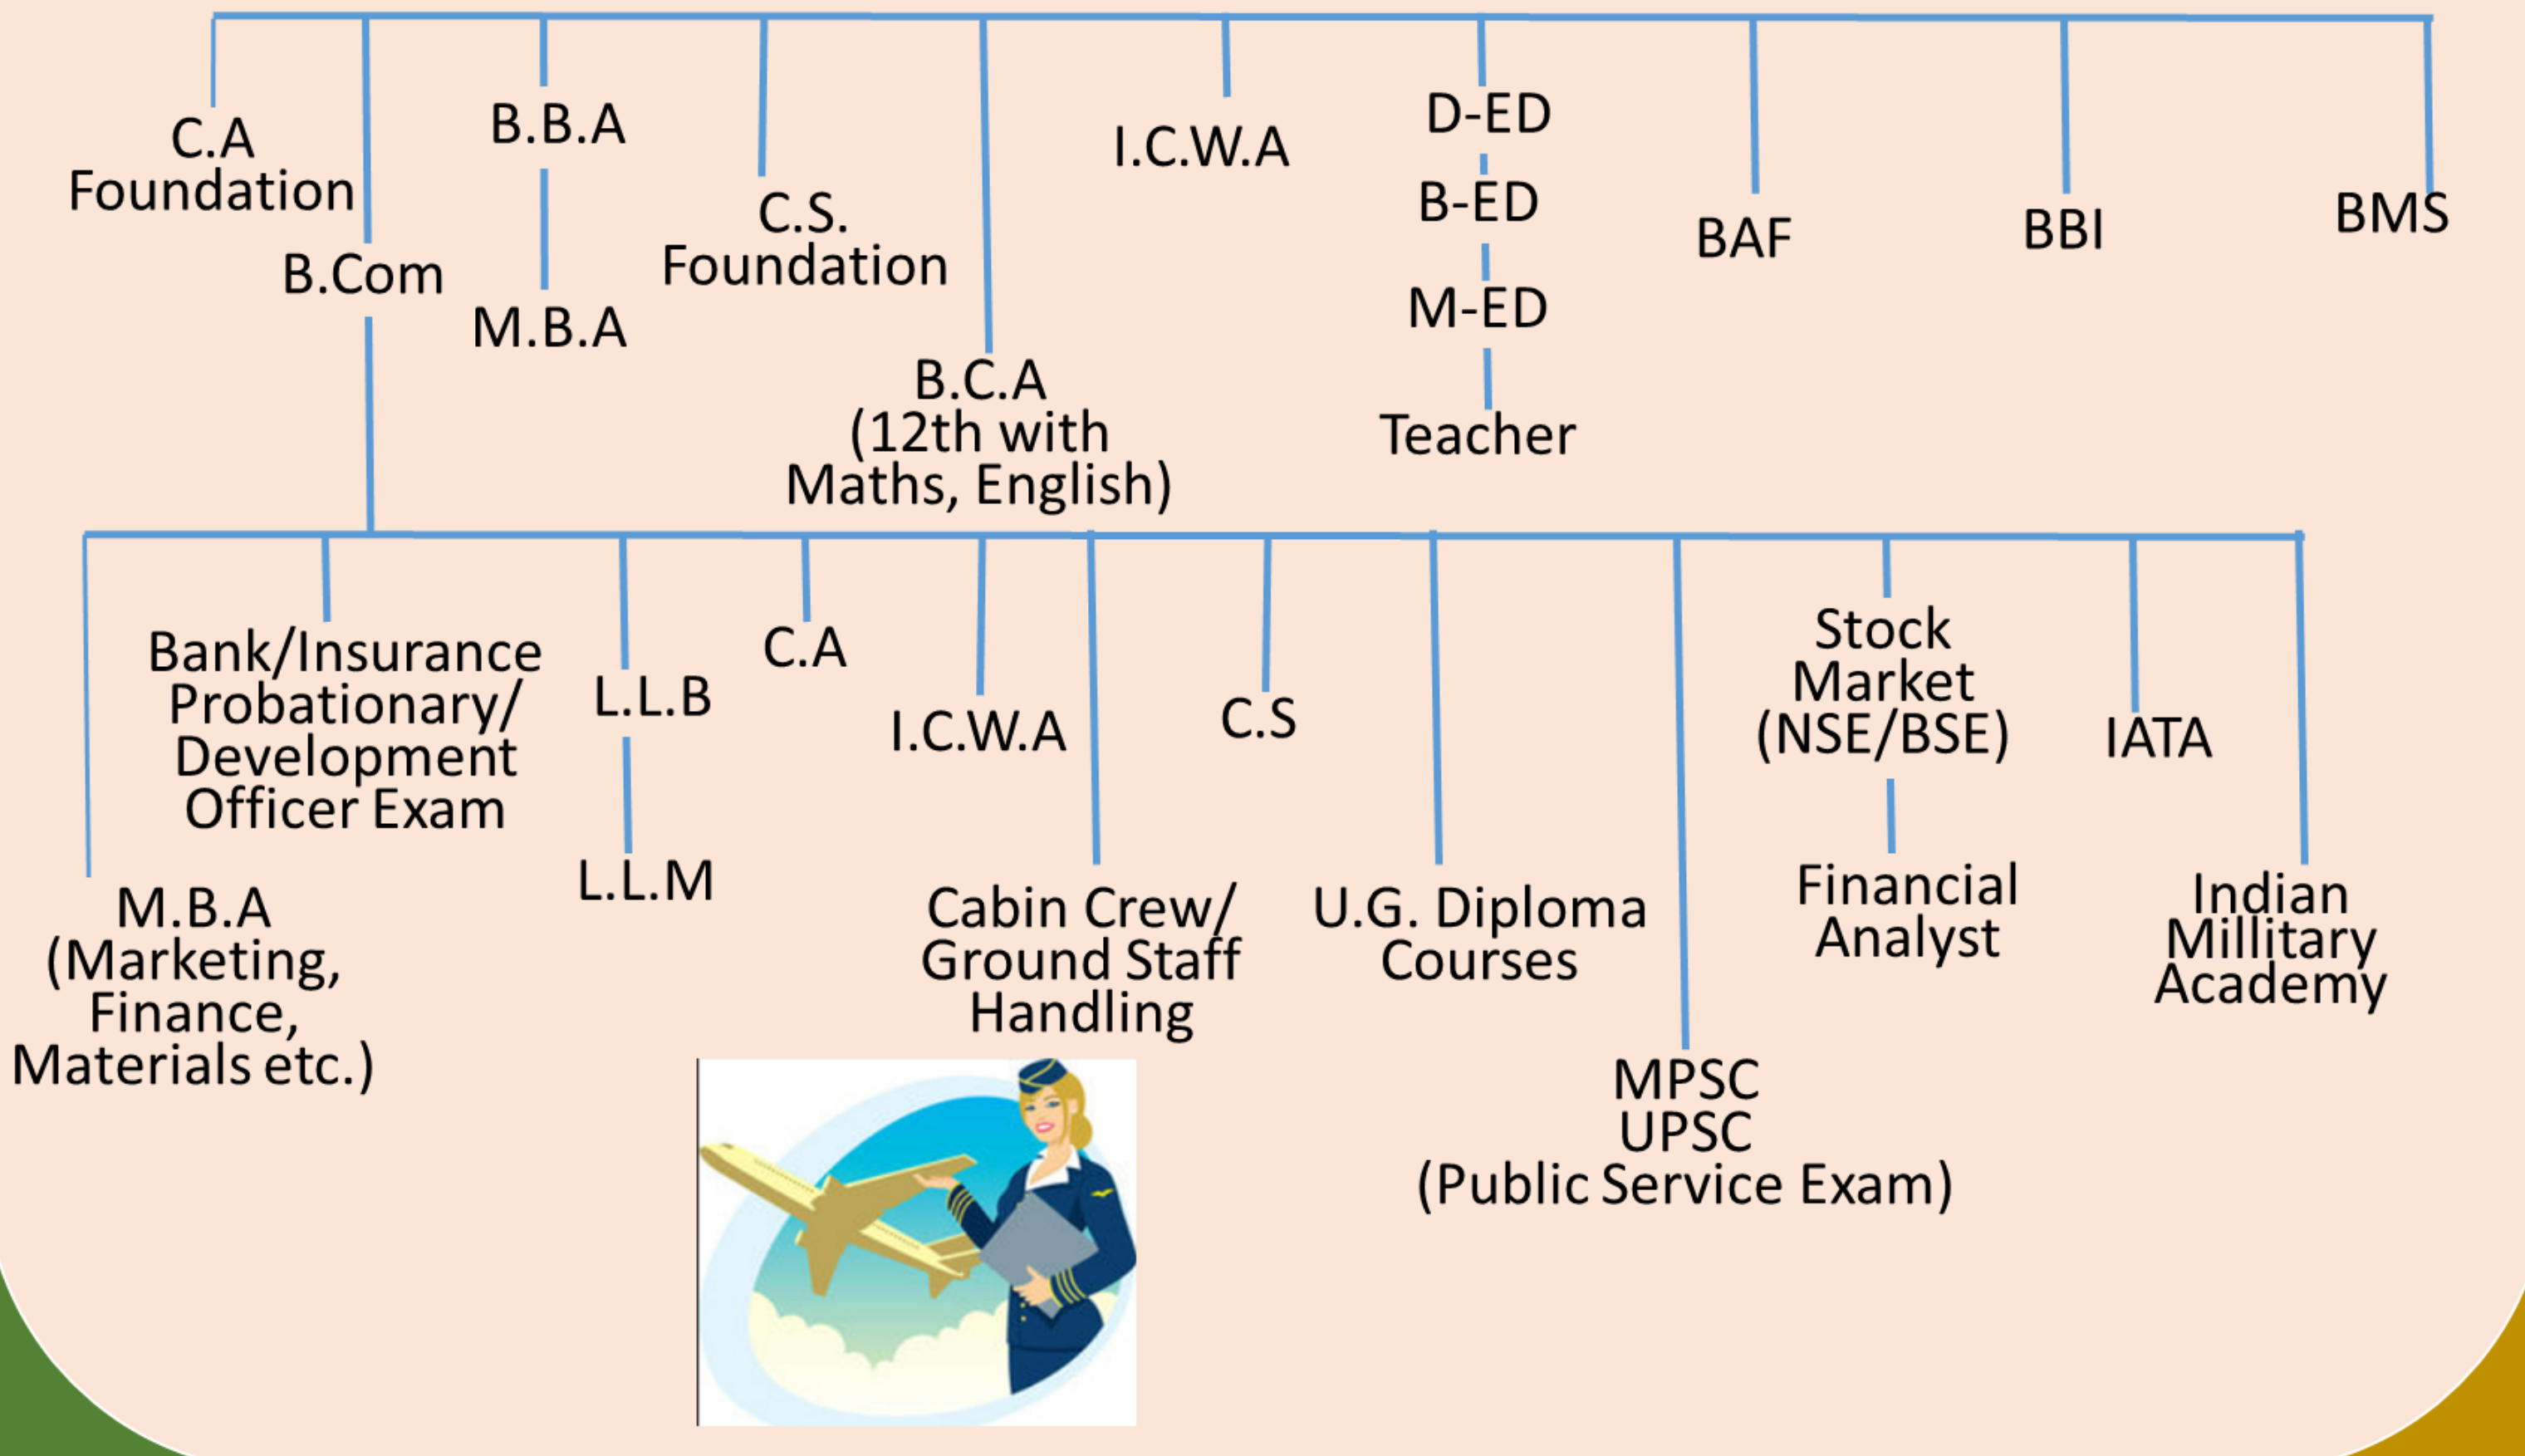 C.A
Foundation
B.Com
B.B.A
M.B.A
C.S.
Foundation
B.C.A
(12th with
Maths, English)
I.C.W.A
D-ED
B-ED
M-ED
Teacher
BAF
BBI
BMS
M.B.A
(Marketing,
Finance,
Materials etc.)
Bank/Insurance
Probationary/
Development
Officer Exam
L.L.B
L.L.M
C.A
I.C.W.A
Cabin Crew/
Ground Staff
Handling
C.S
U.G. Diploma
Courses
MPSC
UPSC
(Public Service Exam)
Stock
Market
(NSE/BSE)
Financial
Analyst
IATA
Indian
Millitary
Academy